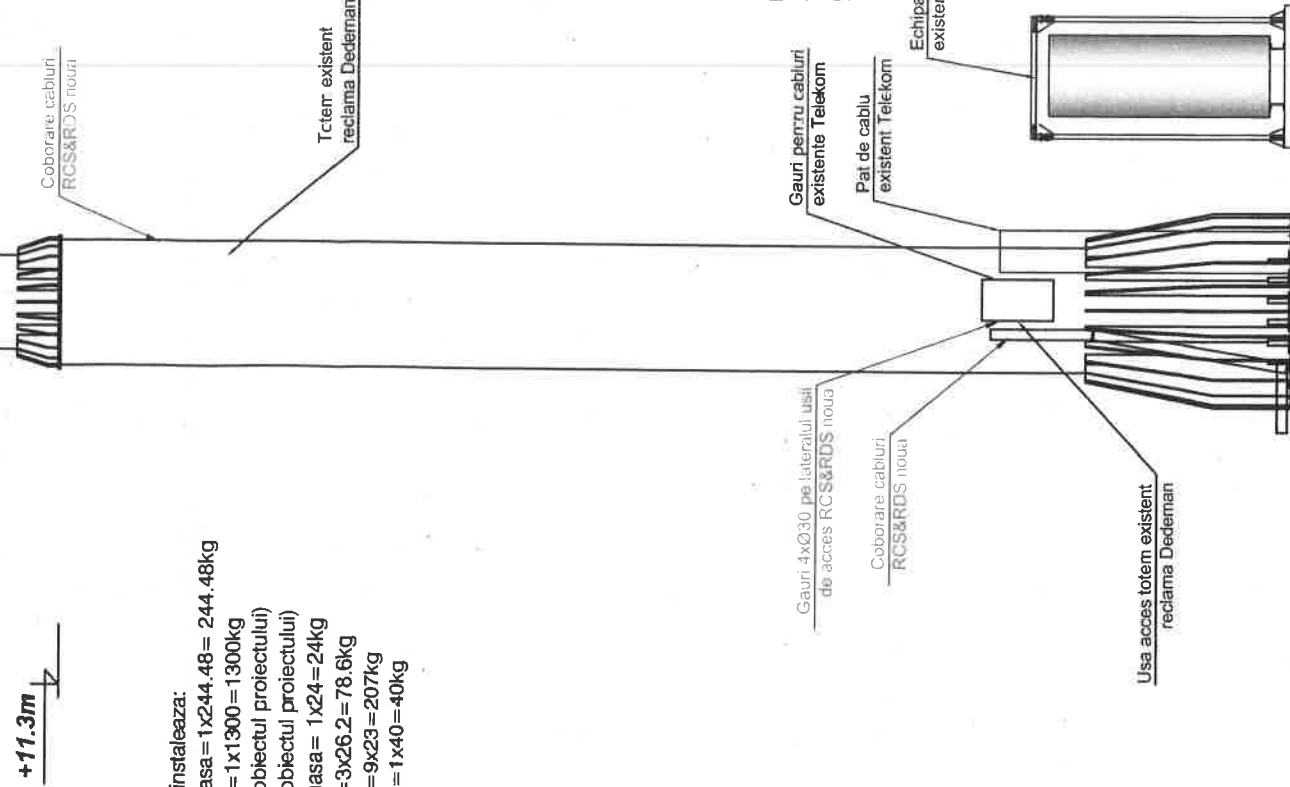 +11.3m
instaleaza:
asa=1x244.48= 244.48kg
=1x1300=1300kg
obiectul proiectului)
obiectul proiectului)
asa= 1x24=24kg
=3x26.2=78.6kg
=9x23=207kg
=1x40=40kg
Coborare cabluri
RCS&RDS noua
Totem existent
reclama Dedeman
Gauri pentru cabluri
existente Telekom
Pat de cablu
existent Telekom
Echipa
existen
Gauri 4xØ30 pe lateralul usii
de acces RCS&RDS noua
Coborare cabluri
RCS&RDS noua
Usa acces totem existent
reclama Dedeman